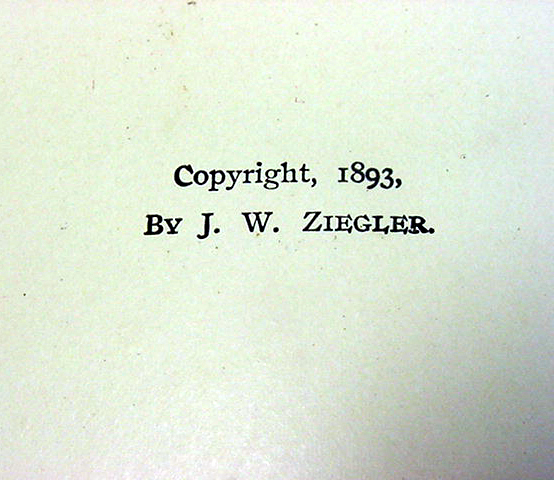 Copyright, 1893,
By J. W. ZIEGLER.